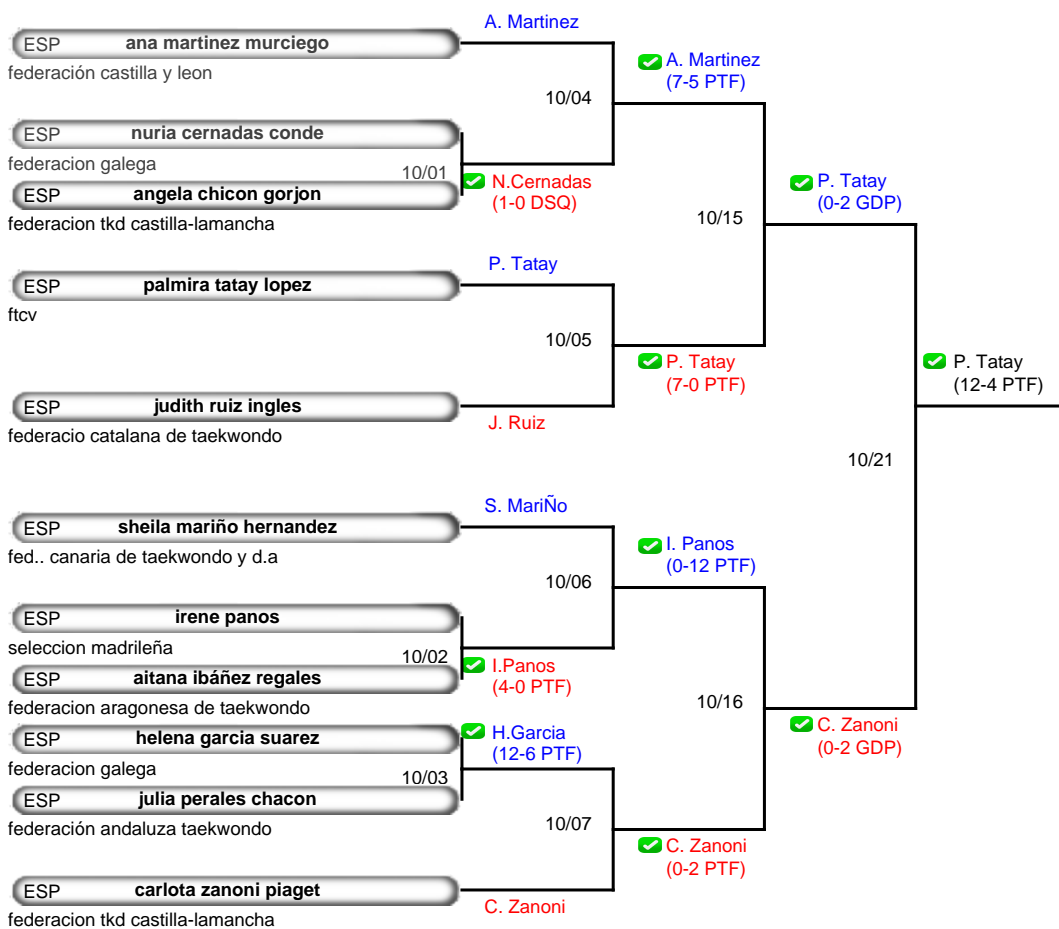 A. Martinez
ESP ana martinez murciego
federación castilla y leon
A. Martinez
(7-5 PTF)
10/04
ESP nuria cernadas conde
federacion galega
10/01
N.Cernadas
(1-0 DSQ)
ESP angela chicon gorjon
federacion tkd castilla-lamancha
P. Tatay
(0-2 GDP)
10/15
P. Tatay
ESP palmira tatay lopez
ftcv
10/05
P. Tatay
(7-0 PTF)
P. Tatay
(12-4 PTF)
ESP judith ruiz ingles
federacio catalana de taekwondo
J. Ruiz
10/21
S. MariÑo
ESP sheila mariño hernandez
fed.. canaria de taekwondo y d.a
I. Panos
(0-12 PTF)
10/06
ESP irene panos
seleccion madrileña
10/02
I.Panos
(4-0 PTF)
ESP aitana ibáñez regales
federacion aragonesa de taekwondo
10/16
C. Zanoni
(0-2 GDP)
ESP helena garcia suarez
federacion galega
H.Garcia
(12-6 PTF)
10/03
ESP julia perales chacon
federación andaluza taekwondo
10/07
C. Zanoni
(0-2 PTF)
ESP carlota zanoni piaget
federacion tkd castilla-lamancha
C. Zanoni